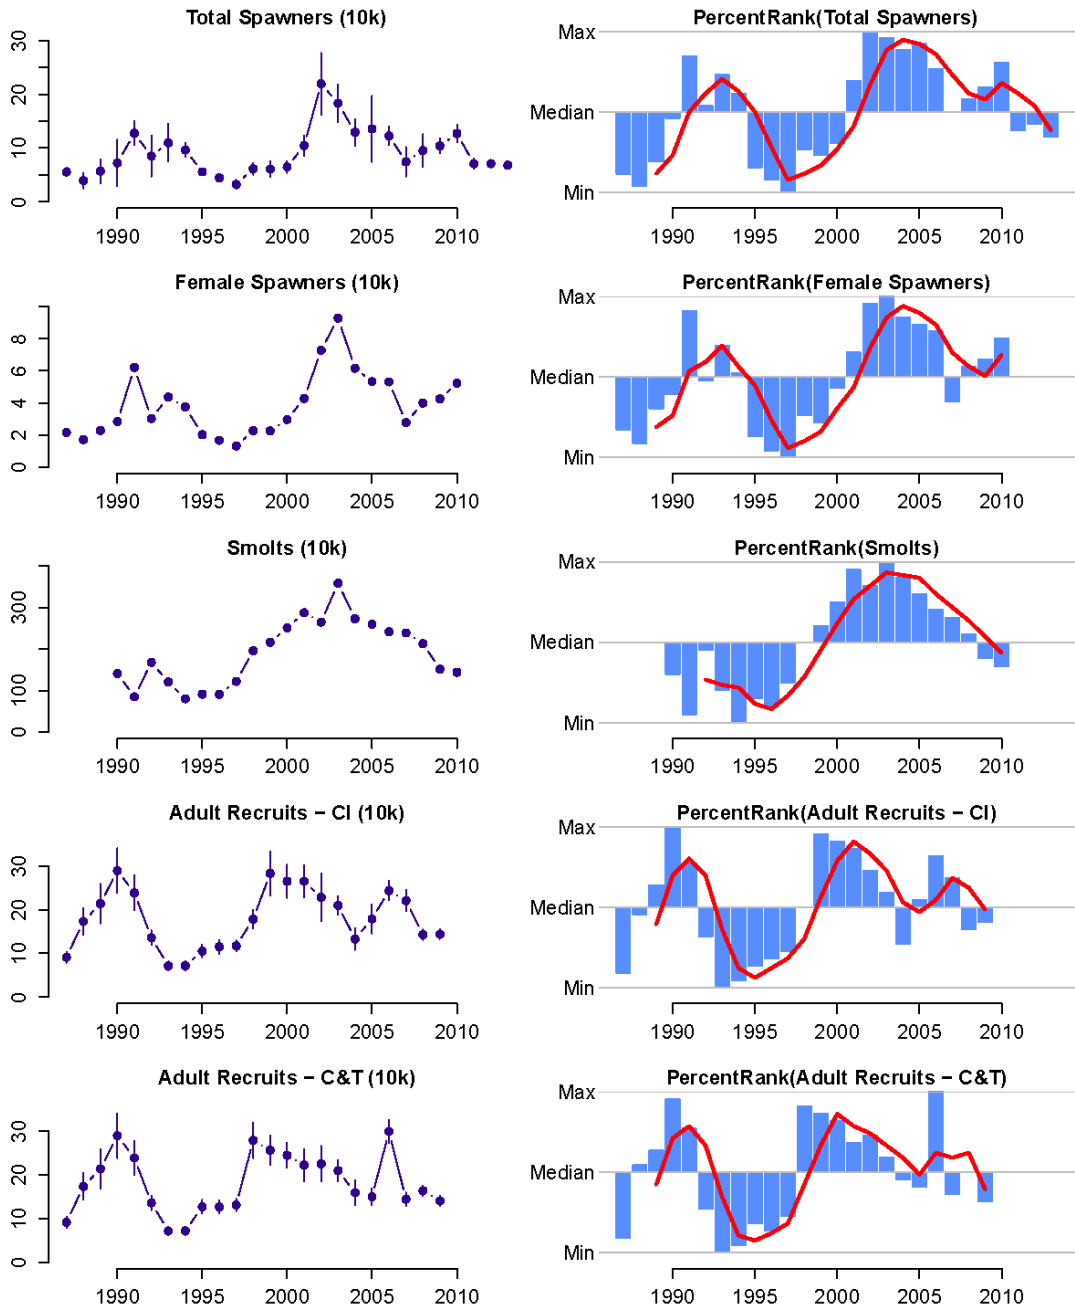 Total Spawners (10k)
0 10 20 30
1990 1995 2000 2005 2010
PercentRank(Total Spawners)
Max
Median
Min
1990 1995 2000 2005 2010
Female Spawners (10k)
0 2 4 6 8
1990 1995 2000 2005 2010
PercentRank(Female Spawners)
Max
Median
Min
1990 1995 2000 2005 2010
Smolts (10k)
0 100 300
1990 1995 2000 2005 2010
PercentRank(Smolts)
Max
Median
Min
1990 1995 2000 2005 2010
Adult Recruits − CI (10k)
0 10 20 30
1990 1995 2000 2005 2010
PercentRank(Adult Recruits − CI)
Max
Median
Min
1990 1995 2000 2005 2010
Adult Recruits − C&T (10k)
0 10 20 30
1990 1995 2000 2005 2010
PercentRank(Adult Recruits − C&T)
Max
Median
Min
1990 1995 2000 2005 2010